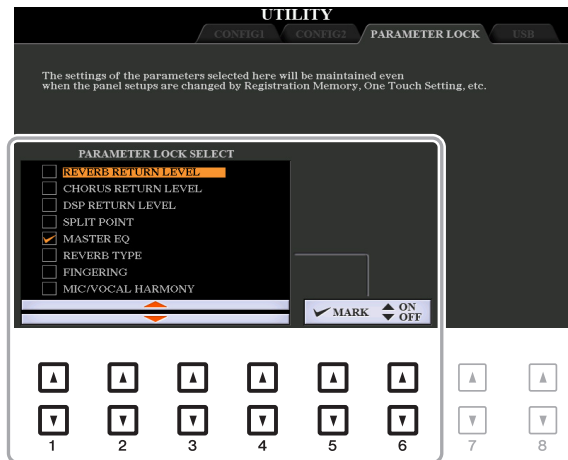 UTILITY
CONFIG1 CONFIG2 PARAMETER LOCK USB
The settings of the parameters selected here will be maintained even
when the panel setups are changed by Registration Memory, One Touch Setting, etc.
PARAMETER LOCK SELECT
REVERB RETURN LEVEL
CHORUS RETURN LEVEL
DSP RETURN LEVEL
SPLIT POINT
MASTER EQ
REVERB TYPE
FINGERING
MIC/VOCAL HARMONY
MARK ON
OFF
1 2 3 4 5 6 7 8